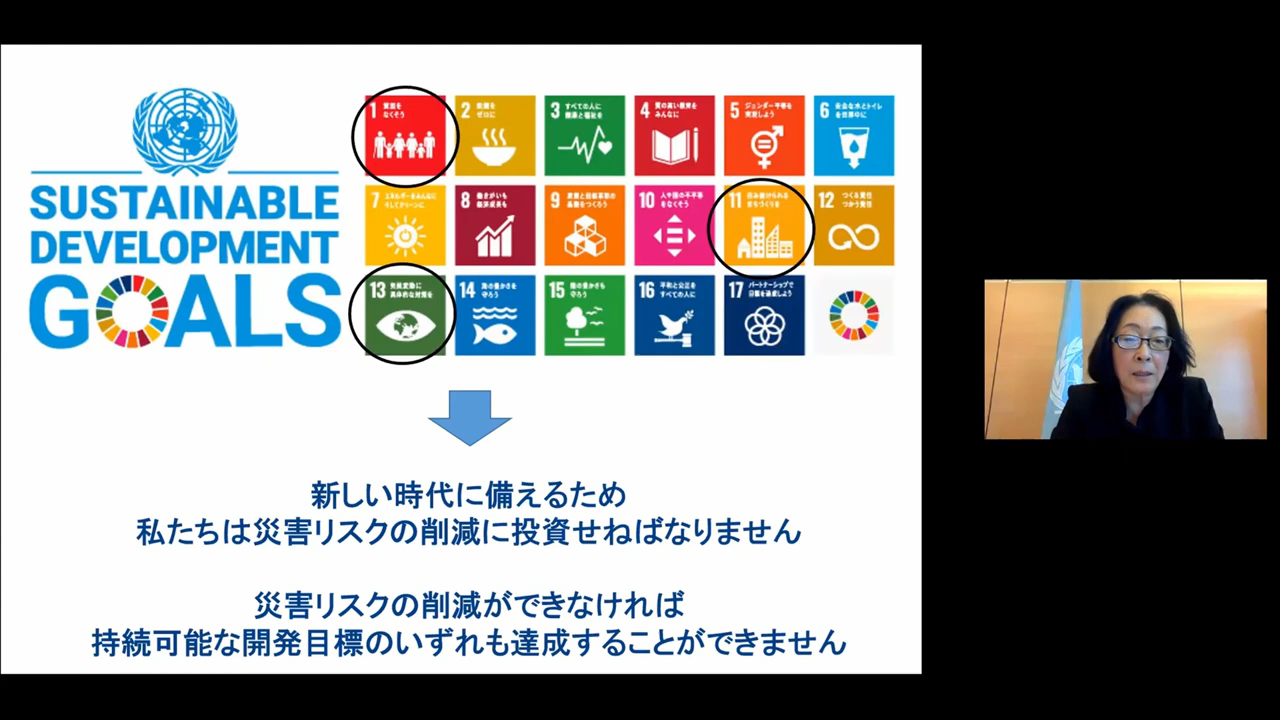 SUSTAINABLE
DEVELOPMENT
GOALS
1 貧困を
なくそう
2 飢餓を
ゼロに
3 すべての人に
健康と福祉を
4 質の高い教育を
みんなに
5 ジェンダー平等を
実現しよう
6 安全な水とトイレ
を世界中に
7 エネルギーをみんなに
そしてクリーンに
8 働きがいも
経済成長も
9 産業と技術革新の
基盤をつくろう
10 人や国の不平等
をなくそう
11 住み続けられる
まちづくりを
12 つくる責任
つかう責任
13 気候変動に
具体的な対策を
14 海の豊かさを
守ろう
15 陸の豊かさも
守ろう
16 平和と公正を
すべての人に
17 パートナーシップで
目標を達成しよう
新しい時代に備えるため
私たちは災害リスクの削減に投資せねばなりません
災害リスクの削減ができなければ
持続可能な開発目標のいずれも達成することができません